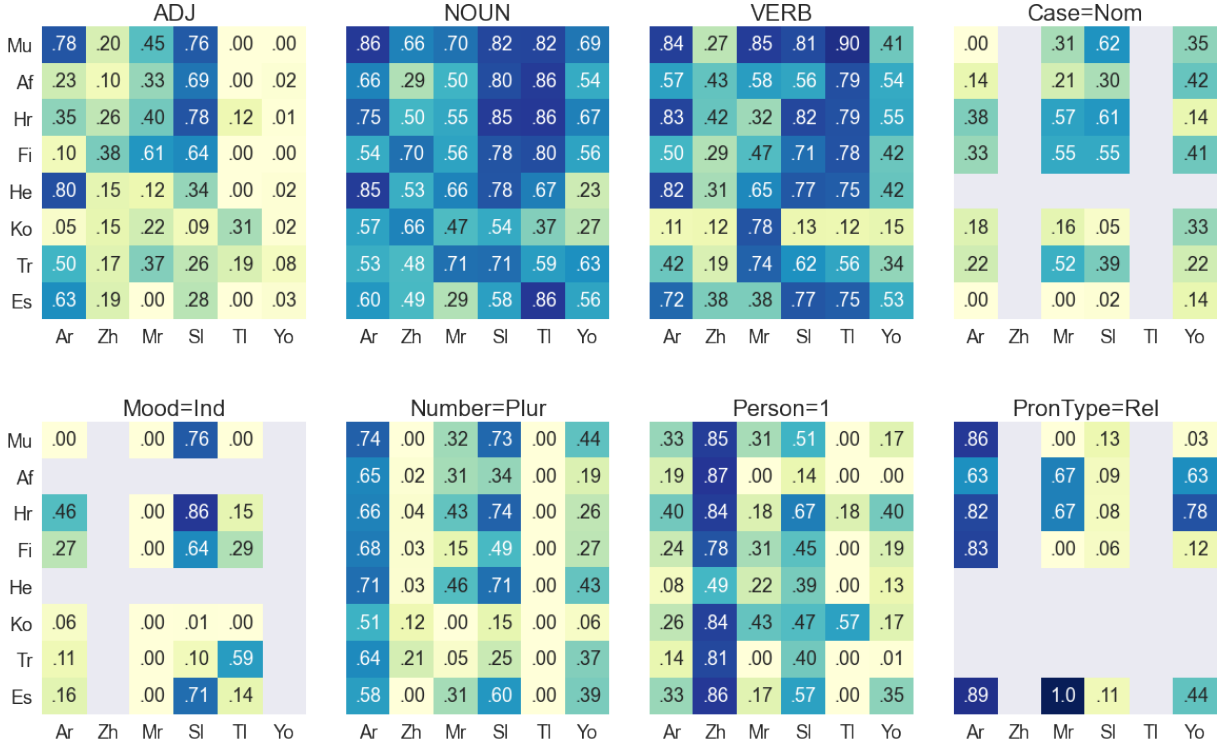 ADJ NOUN VERB Case=Nom
Mu .78 .20 .45 .76 .00 .00 .86 .66 .70 .82 .82 .69 .84 .27 .85 .81 .90 .41 .00 .31 .62 .35
Af .23 .10 .33 .69 .00 .02 .66 .29 .50 .80 .86 .54 .57 .43 .58 .56 .79 .54 .14 .21 .30 .42
Hr .35 .26 .40 .78 .12 .01 .75 .50 .55 .85 .86 .67 .83 .42 .32 .82 .79 .55 .38 .57 .61 .14
Fi .10 .38 .61 .64 .00 .00 .54 .70 .56 .78 .80 .56 .50 .29 .47 .71 .78 .42 .33 .55 .55 .41
He .80 .15 .12 .34 .00 .02 .85 .53 .66 .78 .67 .23 .82 .31 .65 .77 .75 .42
Ko .05 .15 .22 .09 .31 .02 .57 .66 .47 .54 .37 .27 .11 .12 .78 .13 .12 .15 .18 .16 .05 .33
Tr .50 .17 .37 .26 .19 .08 .53 .48 .71 .71 .59 .63 .42 .19 .74 .62 .56 .34 .22 .52 .39 .22
Es .63 .19 .00 .28 .00 .03 .60 .49 .29 .58 .86 .56 .72 .38 .38 .77 .75 .53 .00 .00 .02 .14
Ar Zh Mr Sl Tl Yo Ar Zh Mr Sl Tl Yo Ar Zh Mr Sl Tl Yo Ar Zh Mr Sl Tl Yo
Mood=Ind Number=Plur Person=1 PronType=Rel
Mu .00 .00 .76 .00 .74 .00 .32 .73 .00 .44 .33 .85 .31 .51 .00 .17 .86 .00 .13 .03
Af .65 .02 .31 .34 .00 .19 .19 .87 .00 .14 .00 .00 .63 .67 .09 .63
Hr .46 .00 .86 .15 .66 .04 .43 .74 .00 .26 .40 .84 .18 .67 .18 .40 .82 .67 .08 .78
Fi .27 .00 .64 .29 .68 .03 .15 .49 .00 .27 .24 .78 .31 .45 .00 .19 .83 .00 .06 .12
He .71 .03 .46 .71 .00 .43 .08 .49 .22 .39 .00 .13
Ko .06 .00 .01 .00 .51 .12 .00 .15 .00 .06 .26 .84 .43 .47 .57 .17
Tr .11 .00 .10 .59 .64 .21 .05 .25 .00 .37 .14 .81 .00 .40 .00 .01
Es .16 .00 .71 .14 .58 .00 .31 .60 .00 .39 .33 .86 .17 .57 .00 .35 .89 1.0 .11 .44
Ar Zh Mr Sl Tl Yo Ar Zh Mr Sl Tl Yo Ar Zh Mr Sl Tl Yo Ar Zh Mr Sl Tl Yo